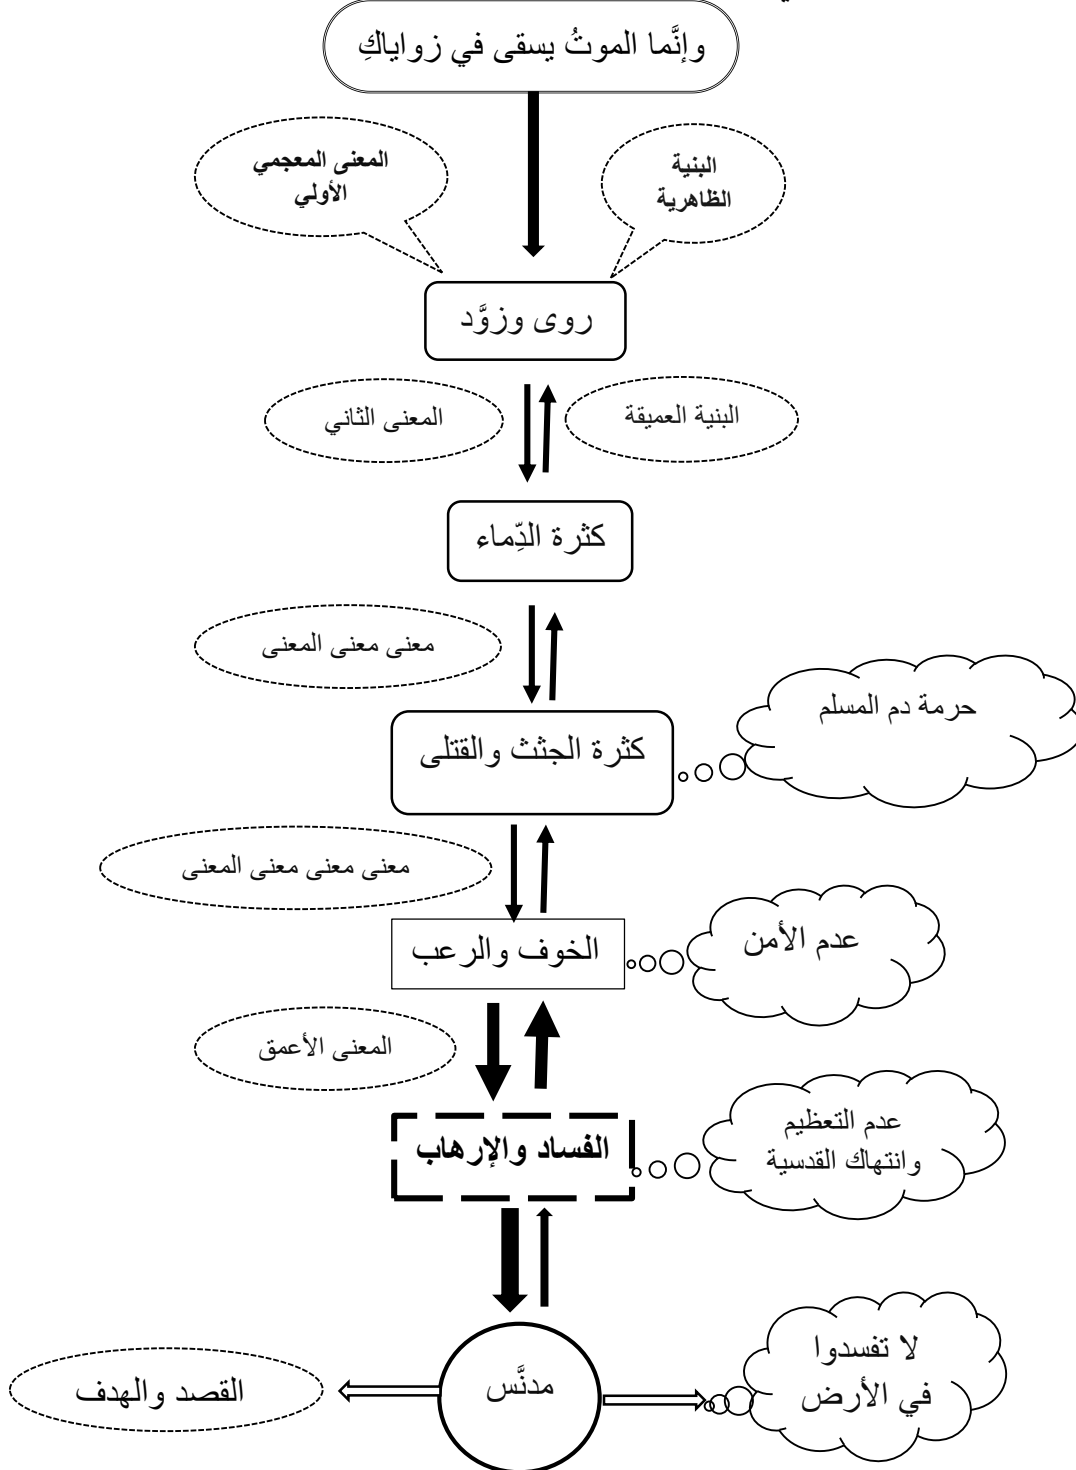 وإنَّما الموتُ يسقى في زواياكِ
البنية
الظاهرية
المعنى المعجمي
الأولي
روى وزوَّد
البنية العميقة
المعنى الثاني
كثرة الدِّماء
معنى معنى المعنى
حرمة دم المسلم
كثرة الجثث والقتلى
معنى معنى معنى المعنى
عدم الأمن
الخوف والرعب
المعنى الأعمق
عدم التعظيم
وانتهاك القدسية
الفساد والإرهاب
لا تفسدوا
في الأرض
مدنَّس
القصد والهدف